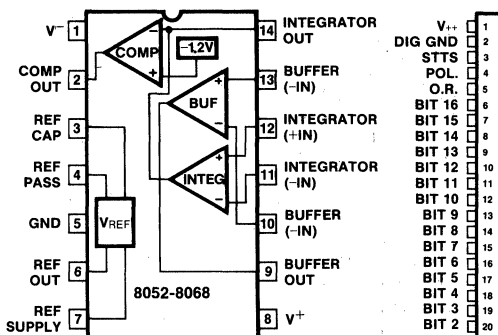 V-
1
COMP
OUT
2
REF
CAP
3
REF
PASS
4
GND
5
REF
OUT
6
REF
SUPPLY
7
COMP
-
+
-1,2V
BUF
+
-
INTEG
+
-
VREF
8052-8068
14
INTEGRATOR
OUT
13
BUFFER
(-IN)
12
INTEGRATOR
(+IN)
11
INTEGRATOR
(-IN)
10
BUFFER
(-IN)
9
BUFFER
OUT
8
V+
V++ 1
DIG GND 2
STTS 3
POL. 4
O.R. 5
BIT 16 6
BIT 15 7
BIT 14 8
BIT 13 9
BIT 12 10
BIT 11 11
BIT 10 12
BIT 9 13
BIT 8 14
BIT 7 15
BIT 6 16
BIT 5 17
BIT 4 18
BIT 3 19
BIT 2 20